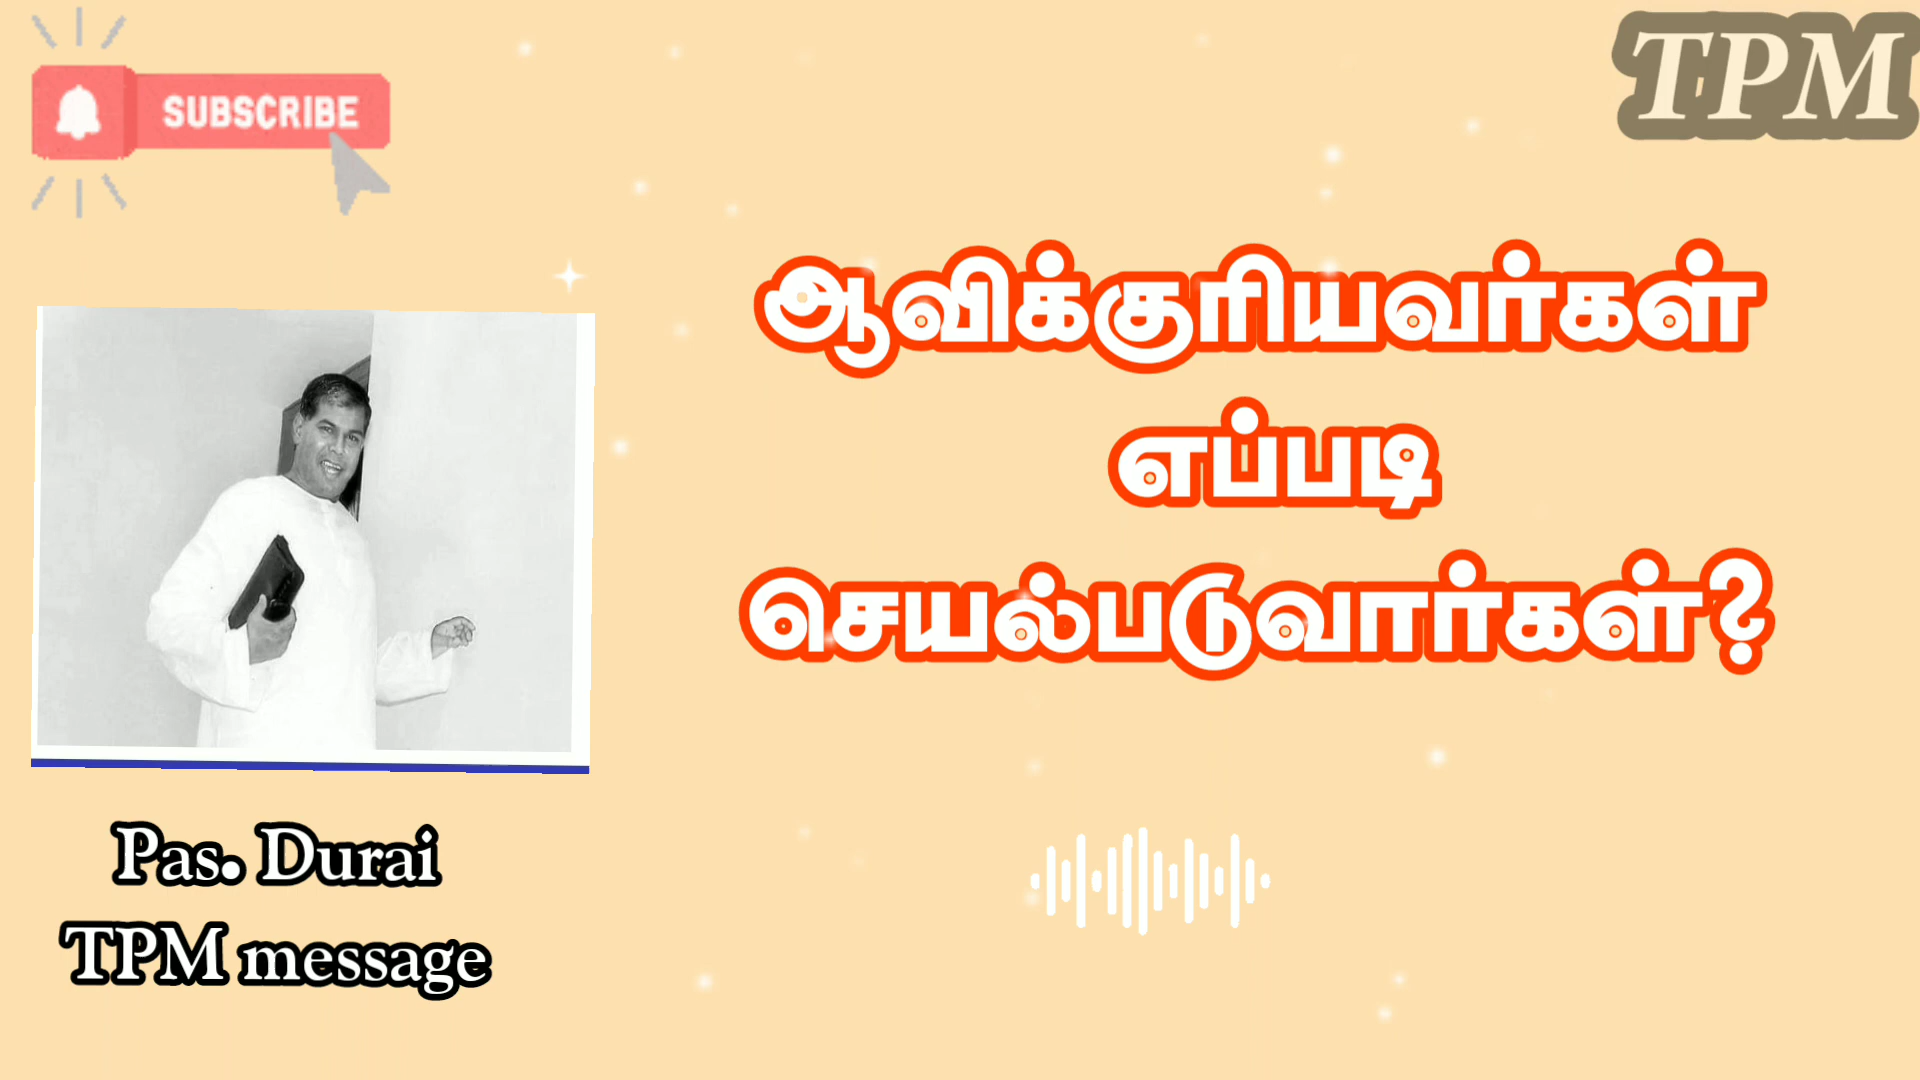 SUBSCRIBE
TPM
ஆவிக்குரியவர்கள்
எப்படி
செயல்படுவார்கள்?
Pas. Durai
TPM message